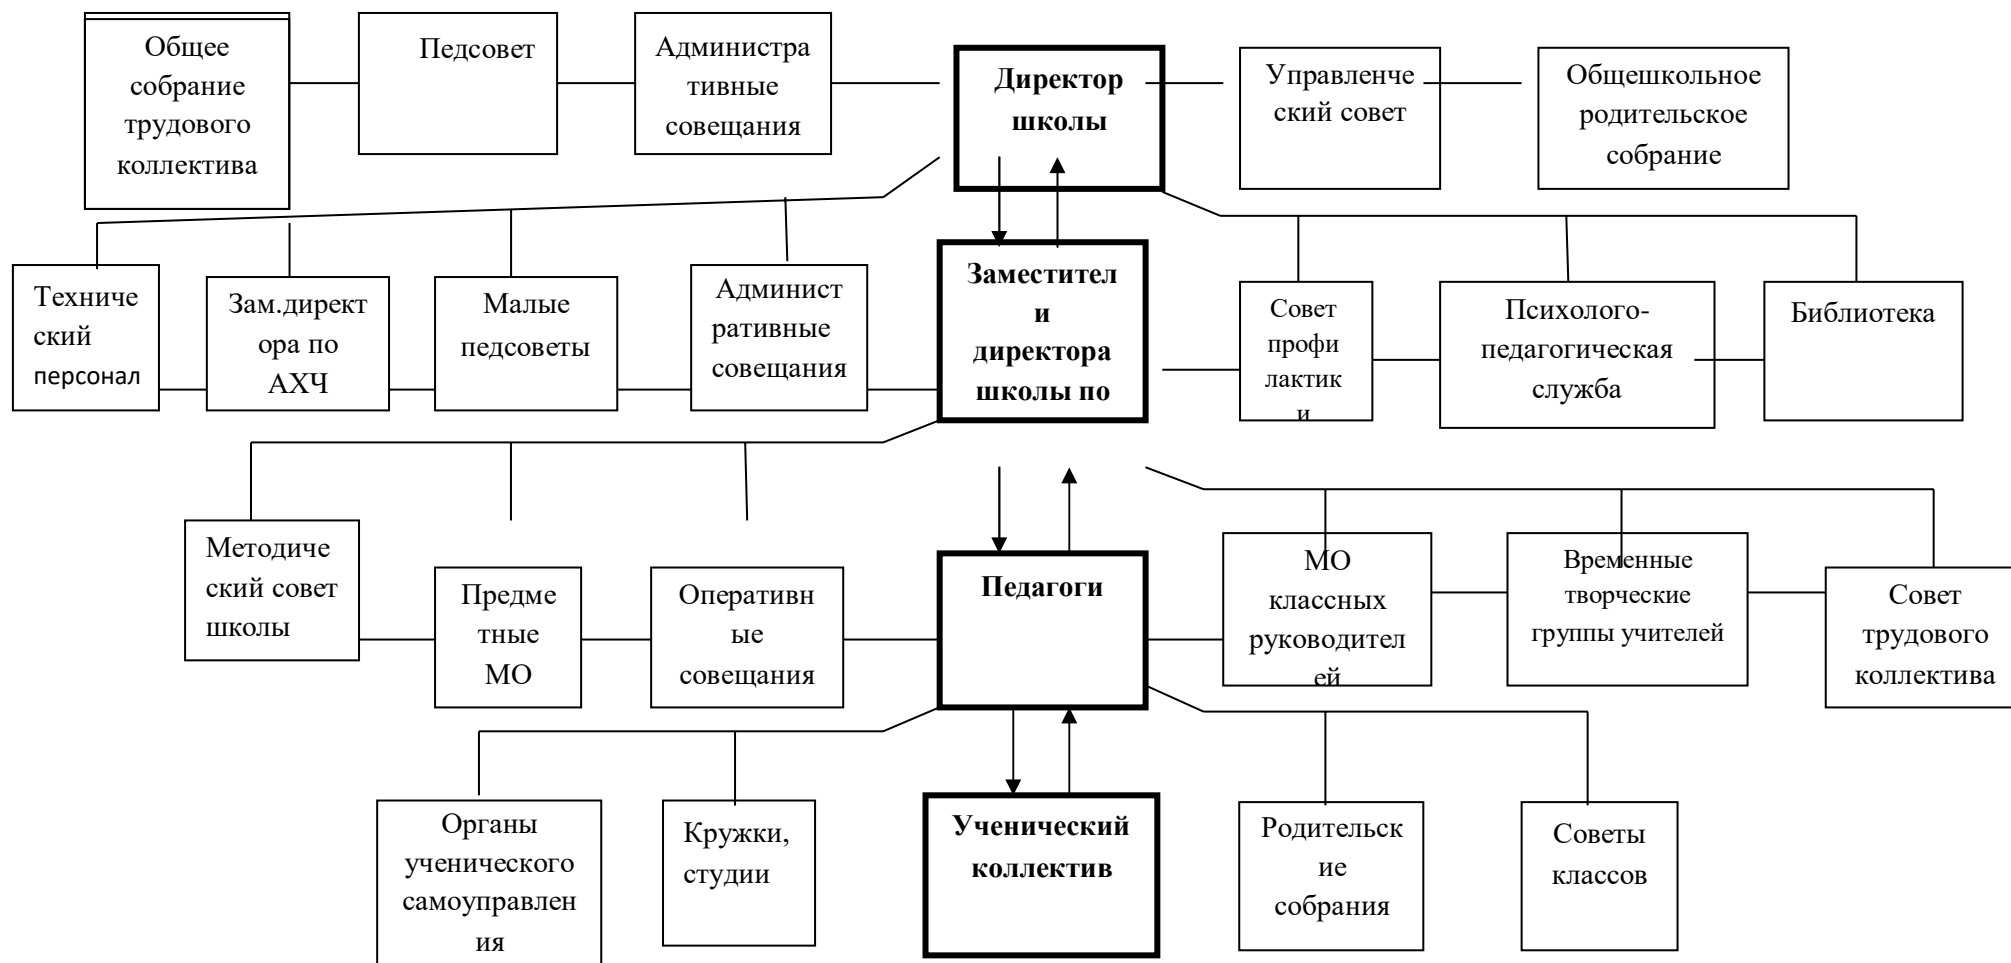 Общее
собрание
трудового
коллектива
Педсовет
Администра
тивные
совещания
Директор
школы
Управленче
ский совет
Общешкольное
родительское
собрание
Техниче
ский
персонал
Зам.директ
ора по
АХЧ
Малые
педсоветы
Админист
ративные
совещания
Заместител
и
директора
школы по
Совет
профи
лактик
и
Психолого-
педагогическая
служба
Библиотека
Методиче
ский совет
школы
Предме
тные
МО
Оперативн
ые
совещания
Педагоги
МО
классных
руководител
ей
Временные
творческие
группы учителей
Совет
трудового
коллектива
Органы
ученического
самоуправлен
ия
Кружки,
студии
Ученический
коллектив
Родительск
ие
собрания
Советы
классов